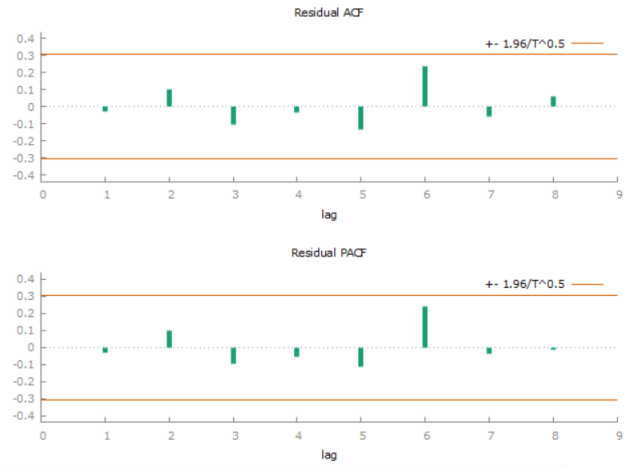 Residual ACF
+- 1.96/T^0.5
0.4
0.3
0.2
0.1
0
-0.1
-0.2
-0.3
-0.4
0 1 2 3 4 5 6 7 8 9
lag
Residual PACF
+- 1.96/T^0.5
0.4
0.3
0.2
0.1
0
-0.1
-0.2
-0.3
-0.4
0 1 2 3 4 5 6 7 8 9
lag